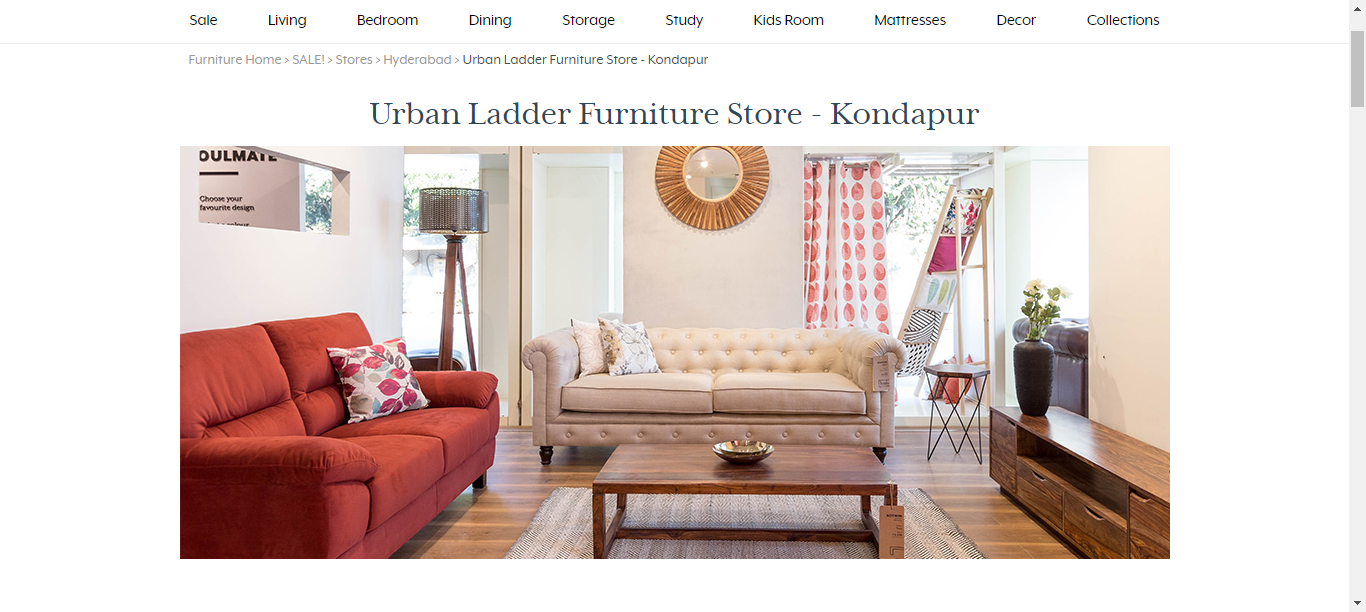 Sale Living Bedroom Dining Storage Study Kids Room Mattresses Decor Collections
Furniture Home > SALE! > Stores > Hyderabad > Urban Ladder Furniture Store - Kondapur
Urban Ladder Furniture Store - Kondapur
OULMATE
Choose your
favourite design